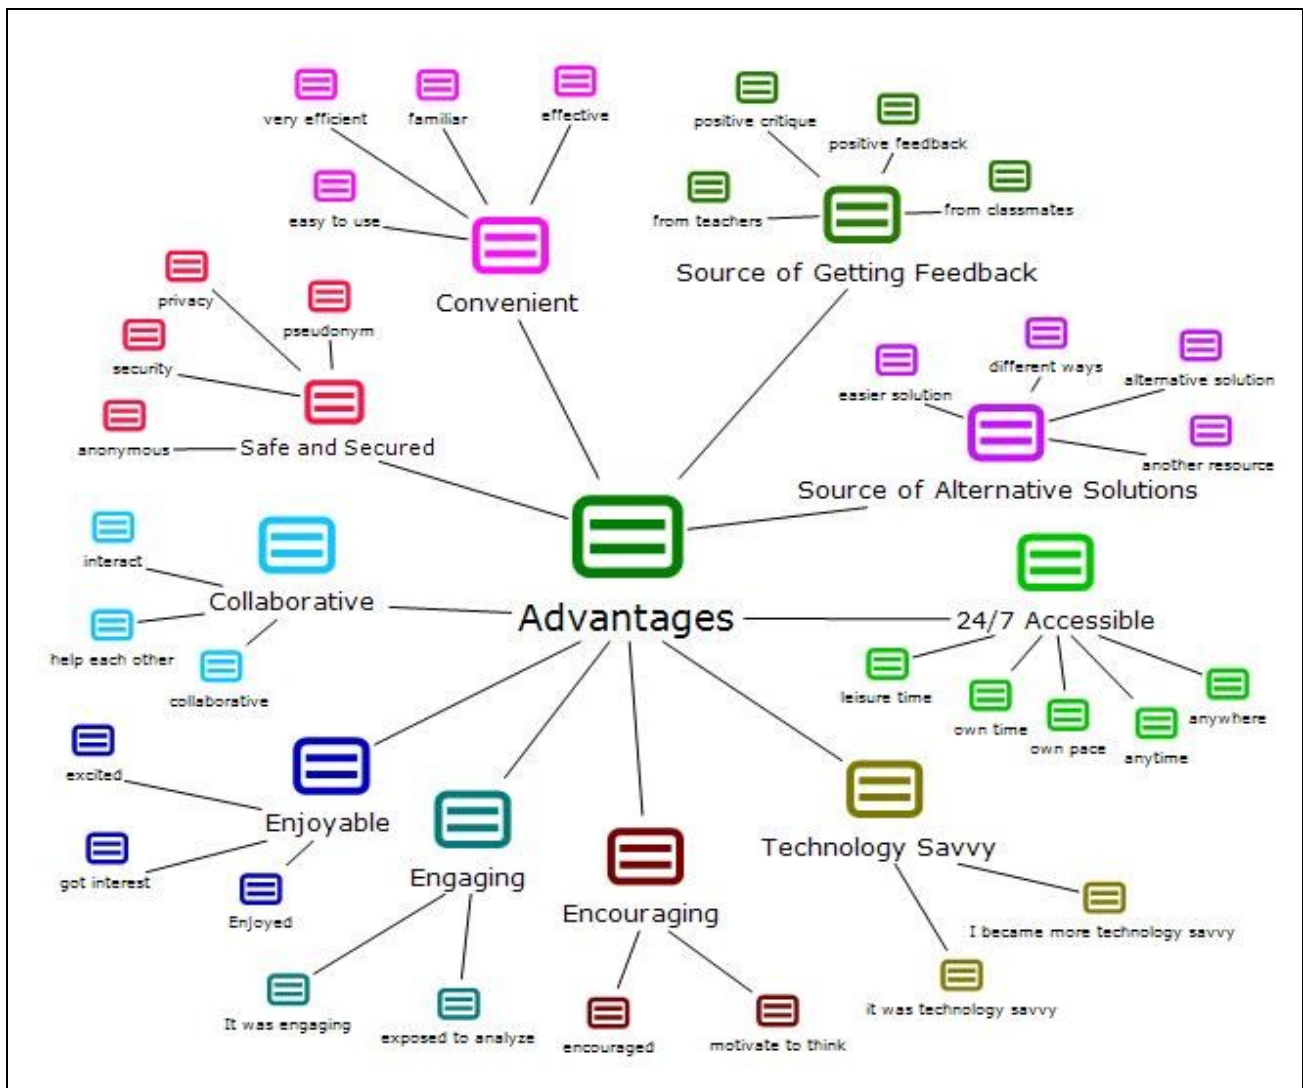 very efficient
familiar
effective
easy to use
Convenient
positive critique
positive feedback
from teachers
from classmates
Source of Getting Feedback
privacy
pseudonym
security
anonymous
Safe and Secured
easier solution
different ways
alternative solution
another resource
Source of Alternative Solutions
Advantages
interact
Collaborative
help each other
collaborative
24/7 Accessible
leisure time
own time
own pace
anytime
anywhere
excited
Enjoyable
got interest
Enjoyed
Engaging
It was engaging
exposed to analyze
Encouraging
encouraged
motivate to think
Technology Savvy
I became more technology savvy
it was technology savvy